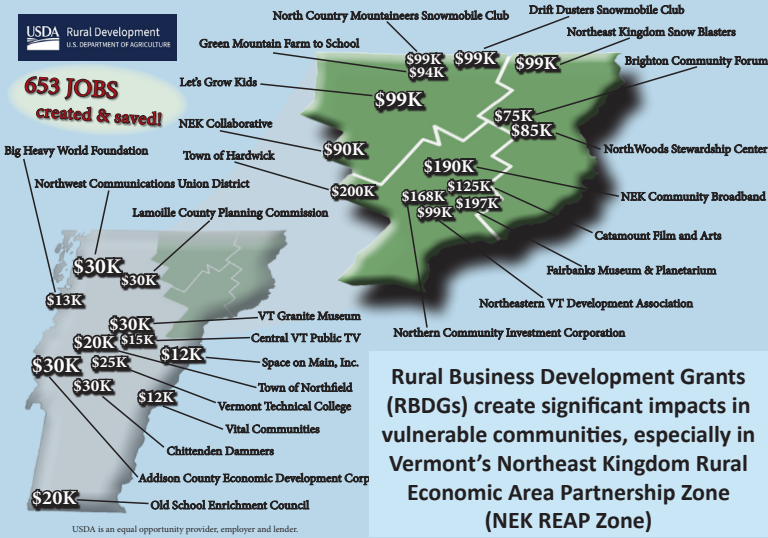 USDA Rural Development
U.S. DEPARTMENT OF AGRICULTURE
653 JOBS
created & saved!
North Country Mountaineers Snowmobile Club
Drift Dusters Snowmobile Club
Northeast Kingdom Snow Blasters
Green Mountain Farm to School
Brighton Community Forum
Let's Grow Kids
NEK Collaborative
Town of Hardwick
NorthWoods Stewardship Center
NEK Community Broadband
Catamount Film and Arts
Fairbanks Museum & Planetarium
Northeastern VT Development Association
Northern Community Investment Corporation
$99K
$94K
$99K
$99K
$99K
$75K
$85K
$90K
$190K
$200K
$168K
$125K
$99K
$197K
Big Heavy World Foundation
Northwest Communications Union District
Lamoille County Planning Commission
$30K
$30K
$13K
$30K
VT Granite Museum
$20K
$15K
Central VT Public TV
$30K
$25K
$12K
Space on Main, Inc.
Town of Northfield
$30K
$12K
Vermont Technical College
Vital Communities
Chittenden Dammers
Addison County Economic Development Corp
$20K
Old School Enrichment Council
USDA is an equal opportunity provider, employer and lender.
Rural Business Development Grants
(RBDGs) create significant impacts in
vulnerable communities, especially in
Vermont's Northeast Kingdom Rural
Economic Area Partnership Zone
(NEK REAP Zone)